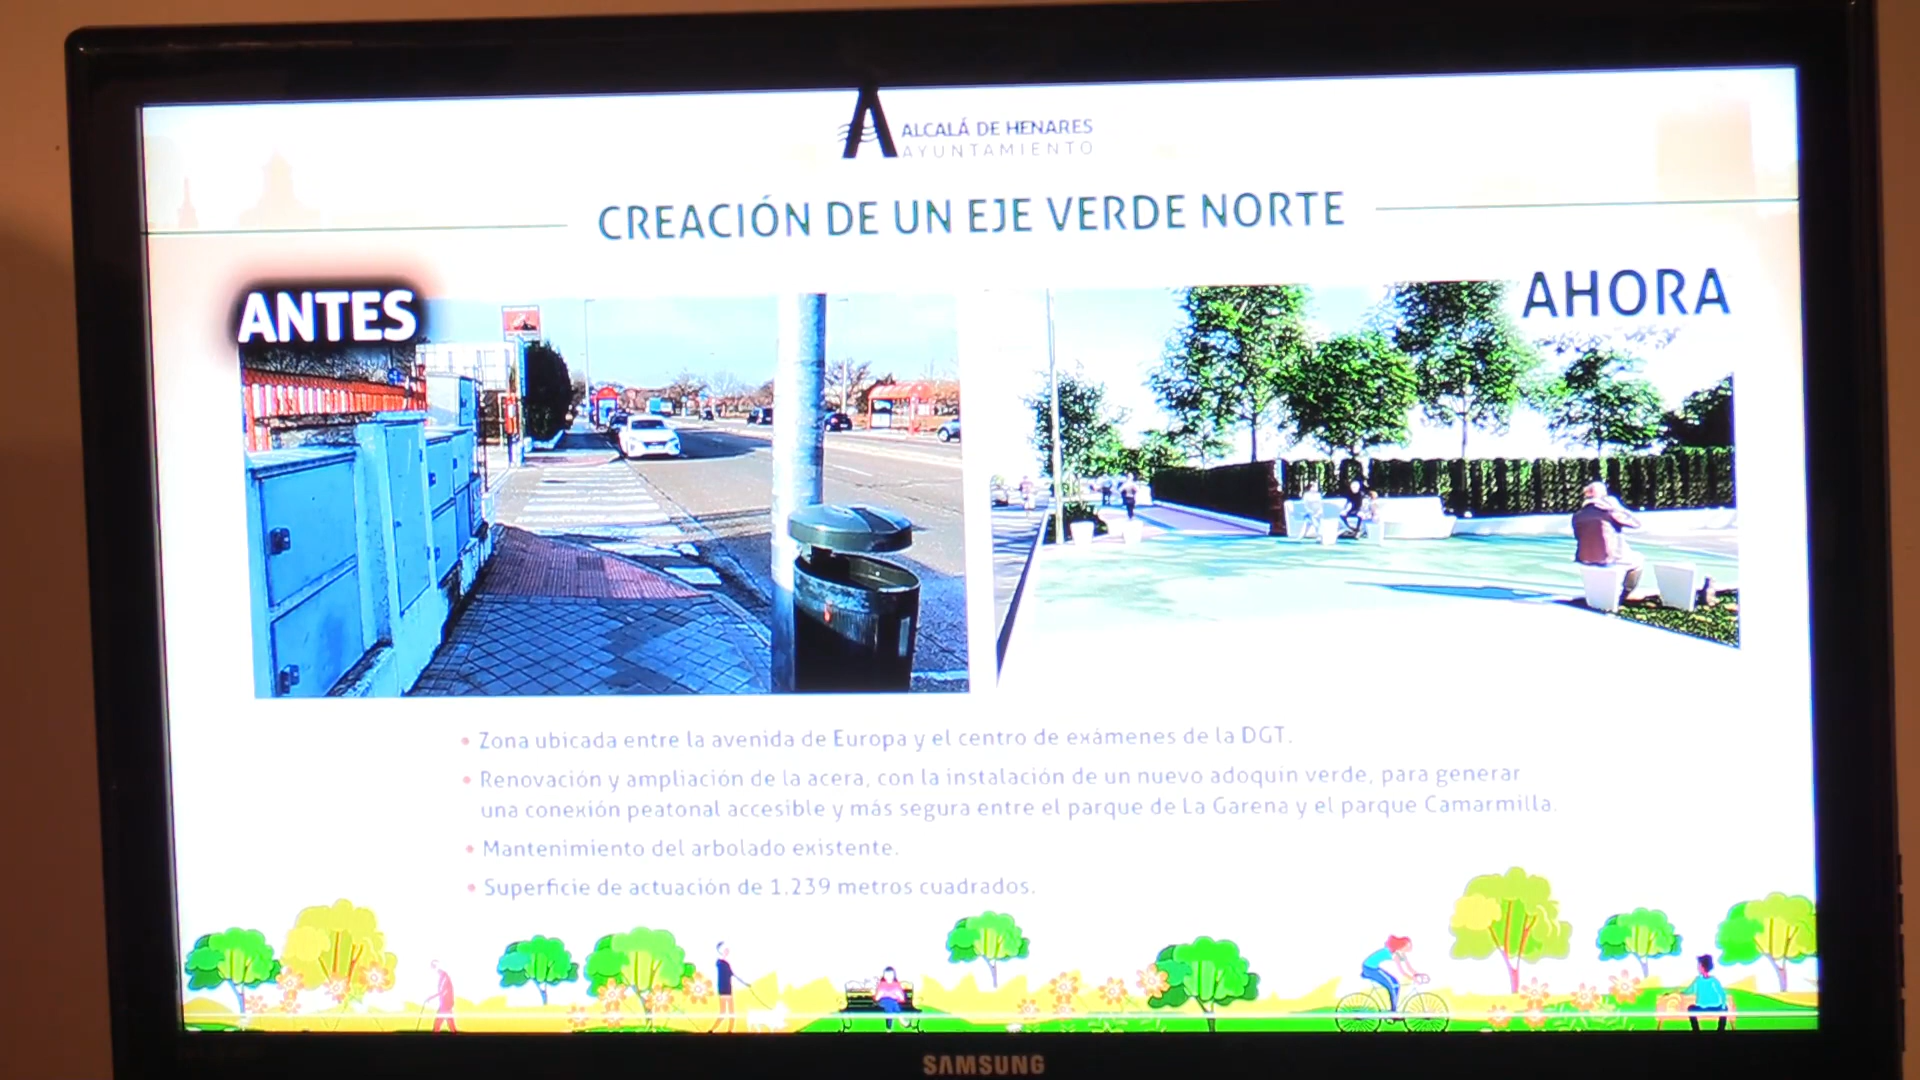 ALCALÁ DE HENARES
AYUNTAMIENTO
CREACIÓN DE UN EJE VERDE NORTE
ANTES
AHORA
• Zona ubicada entre la avenida de Europa y el centro de exámenes de la DGT.
• Renovación y ampliación de la acera, con la instalación de un nuevo adoquín verde, para generar
una conexión peatonal accesible y más segura entre el parque de La Garena y el parque Camarmilla.
• Mantenimiento del arbolado existente.
• Superficie de actuación de 1.239 metros cuadrados.
SAMSUNG